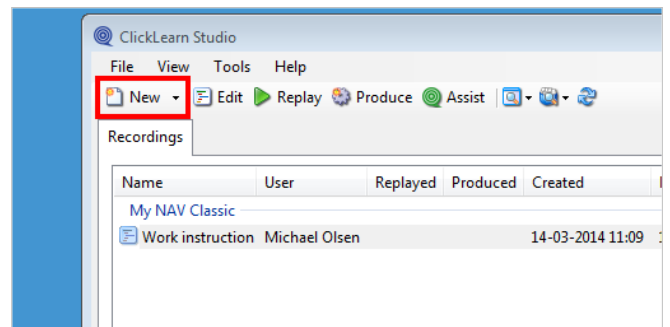 ClickLearn Studio
File View Tools Help
New Edit Replay Produce Assist
Recordings
Name User Replayed Produced Created
My NAV Classic
Work instruction Michael Olsen 14-03-2014 11:09